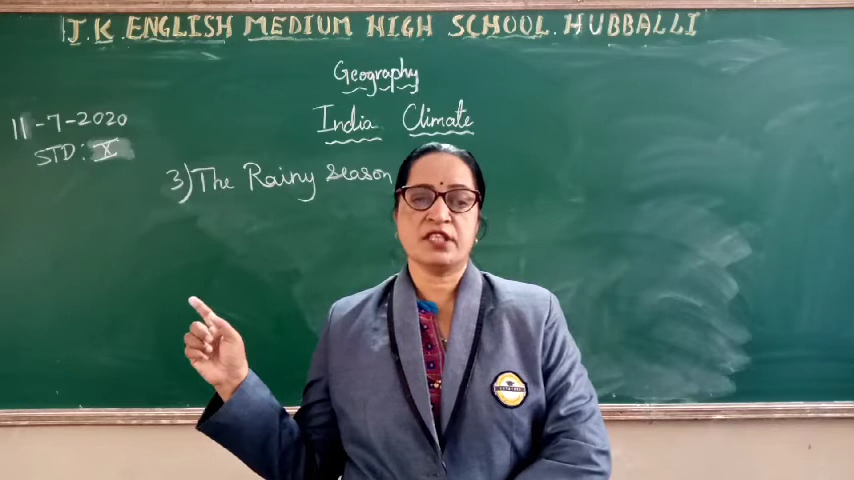 J.K. ENGLISH MEDIUM HIGH SCHOOL. HUBBALLI
Geography
India Climate
11-7-2020
STD: X
3) The Rainy season